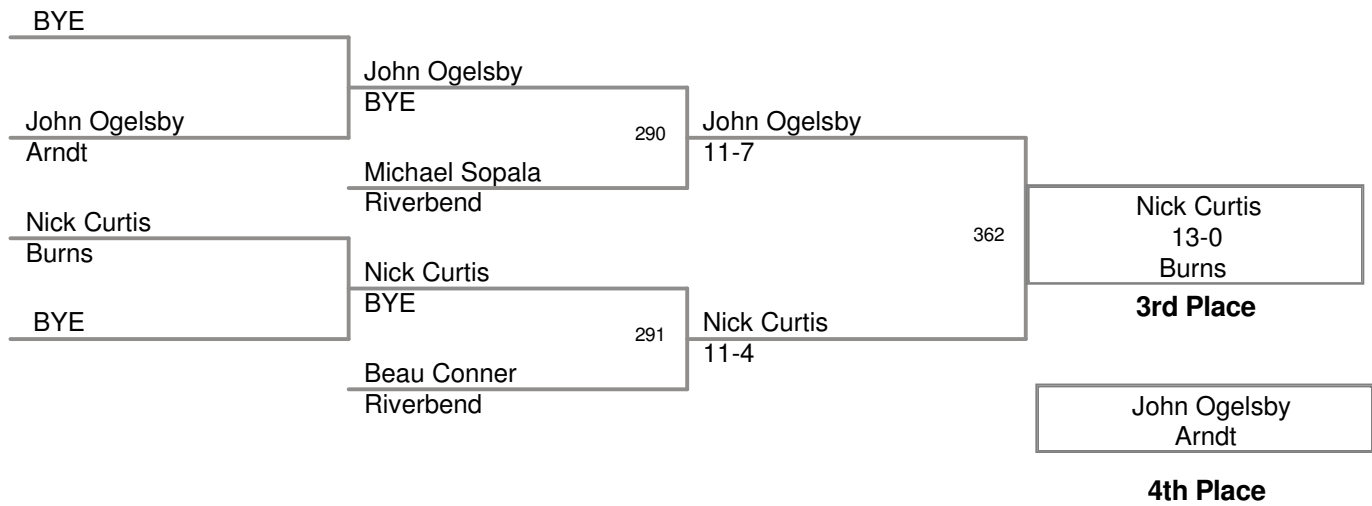 BYE
John Ogelsby
Arndt
Nick Curtis
Burns
BYE
John Ogelsby
BYE
Michael Sopala
Riverbend
Nick Curtis
BYE
Beau Conner
Riverbend
290
291
John Ogelsby
11-7
Nick Curtis
11-4
362
Nick Curtis
13-0
Burns
3rd Place
John Ogelsby
Arndt
4th Place